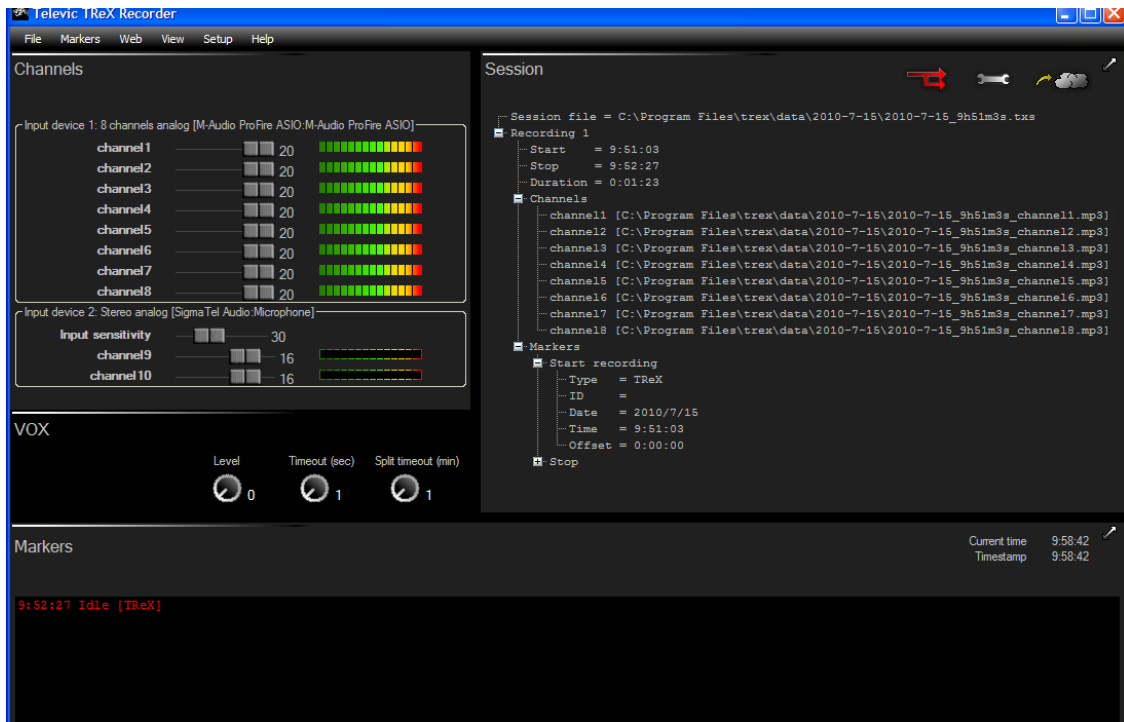 Televic TReX Recorder
File Markers Web View Setup Help
Channels
Input device 1: 8 channels analog [M-Audio ProFire ASIO:M-Audio ProFire ASIO]
channel1 20
channel2 20
channel3 20
channel4 20
channel5 20
channel6 20
channel7 20
channel8 20
Input device 2: Stereo analog [SigmaTel Audio:Microphone]
Input sensitivity 30
channel9 16
channel10 16
VOX
Level Timeout (sec) Split timeout (min)
0 1 1
Session
Session file = C:\Program Files\trex\data\2010-7-15\2010-7-15_9h51m3s.txs
Recording 1
Start = 9:51:03
Stop = 9:52:27
Duration = 0:01:23
Channels
channel1 [C:\Program Files\trex\data\2010-7-15\2010-7-15_9h51m3s_channel1.mp3]
channel2 [C:\Program Files\trex\data\2010-7-15\2010-7-15_9h51m3s_channel2.mp3]
channel3 [C:\Program Files\trex\data\2010-7-15\2010-7-15_9h51m3s_channel3.mp3]
channel4 [C:\Program Files\trex\data\2010-7-15\2010-7-15_9h51m3s_channel4.mp3]
channel5 [C:\Program Files\trex\data\2010-7-15\2010-7-15_9h51m3s_channel5.mp3]
channel6 [C:\Program Files\trex\data\2010-7-15\2010-7-15_9h51m3s_channel6.mp3]
channel7 [C:\Program Files\trex\data\2010-7-15\2010-7-15_9h51m3s_channel7.mp3]
channel8 [C:\Program Files\trex\data\2010-7-15\2010-7-15_9h51m3s_channel8.mp3]
Markers
Start recording
Type = TReX
ID =
Date = 2010/7/15
Time = 9:51:03
Offset = 0:00:00
Stop
Markers
Current time 9:58:42
Timestamp 9:58:42
9:52:27 Idle [TReX]